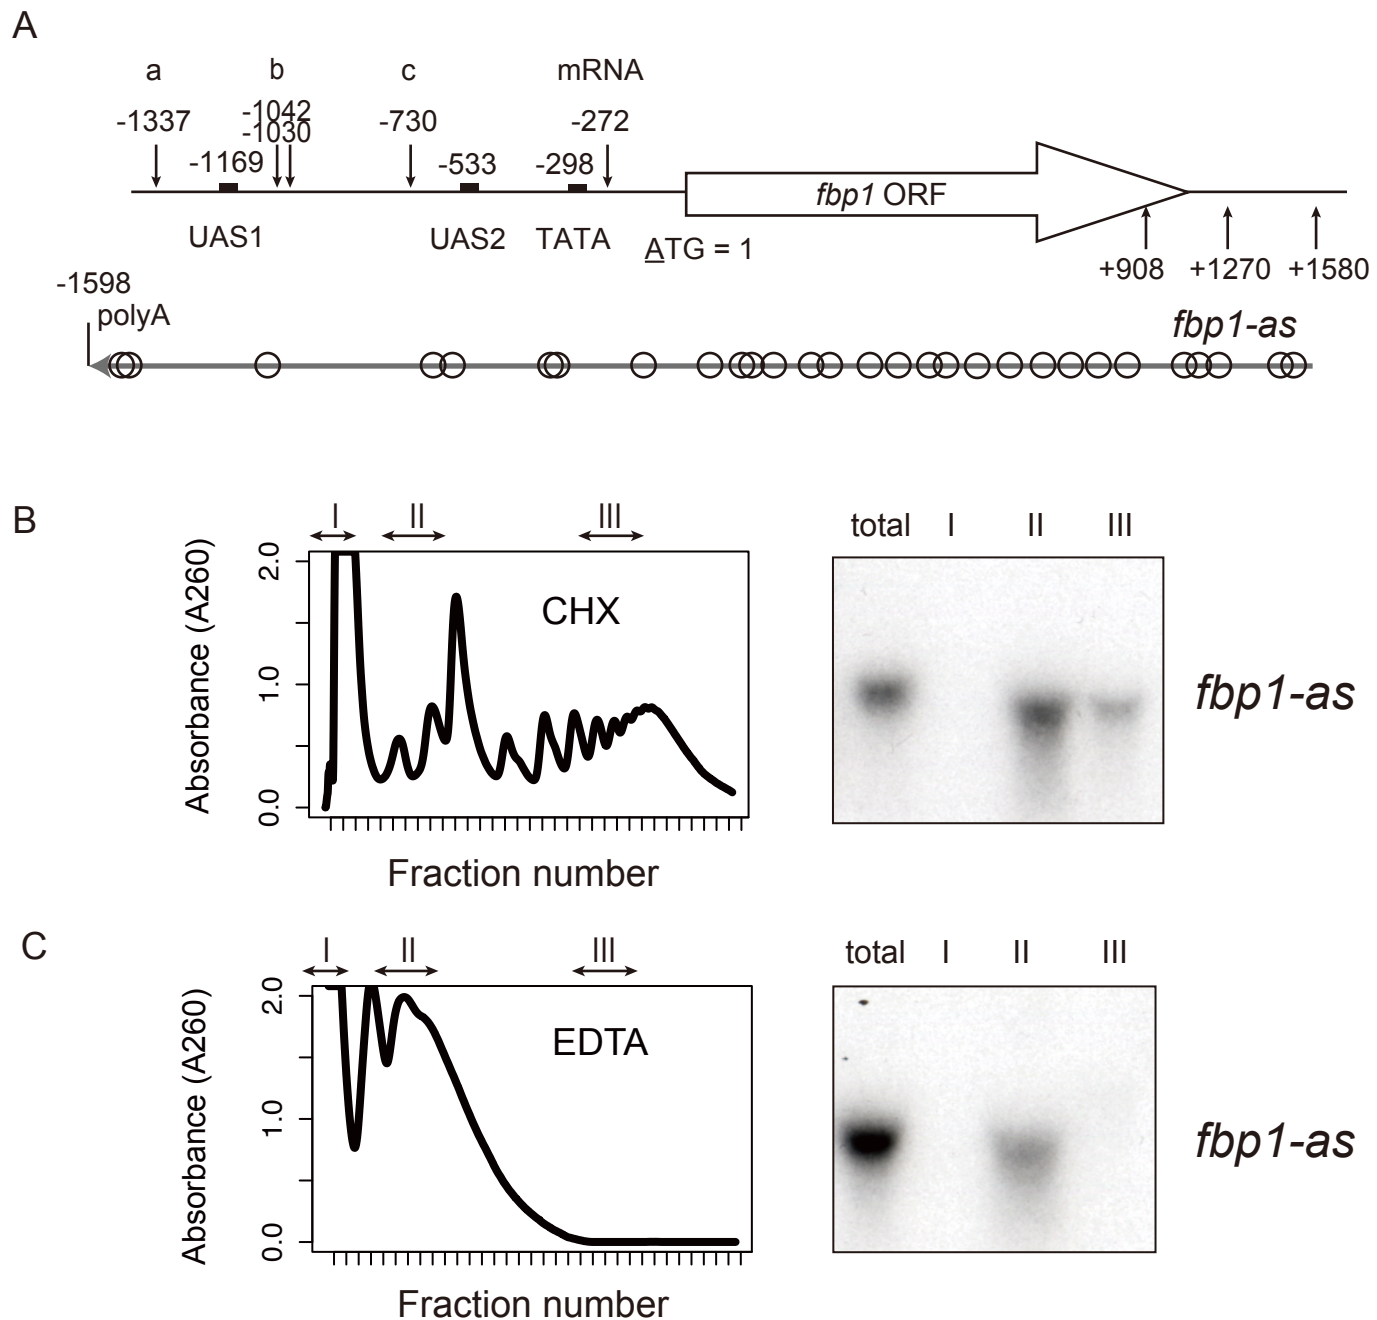 A
a b c mRNA
-1042
-1337 -1030 -730 -272
-1169 -533 -298
fbp1 ORF
UAS1 UAS2 TATA ATG = 1
+908 +1270 +1580
-1598
polyA
fbp1-as
B
I II III
total I II III
Absorbance (A260)
2.0
1.0
0.0
CHX
fbp1-as
Fraction number
C
I II III
total I II III
Absorbance (A260)
2.0
1.0
0.0
EDTA
fbp1-as
Fraction number